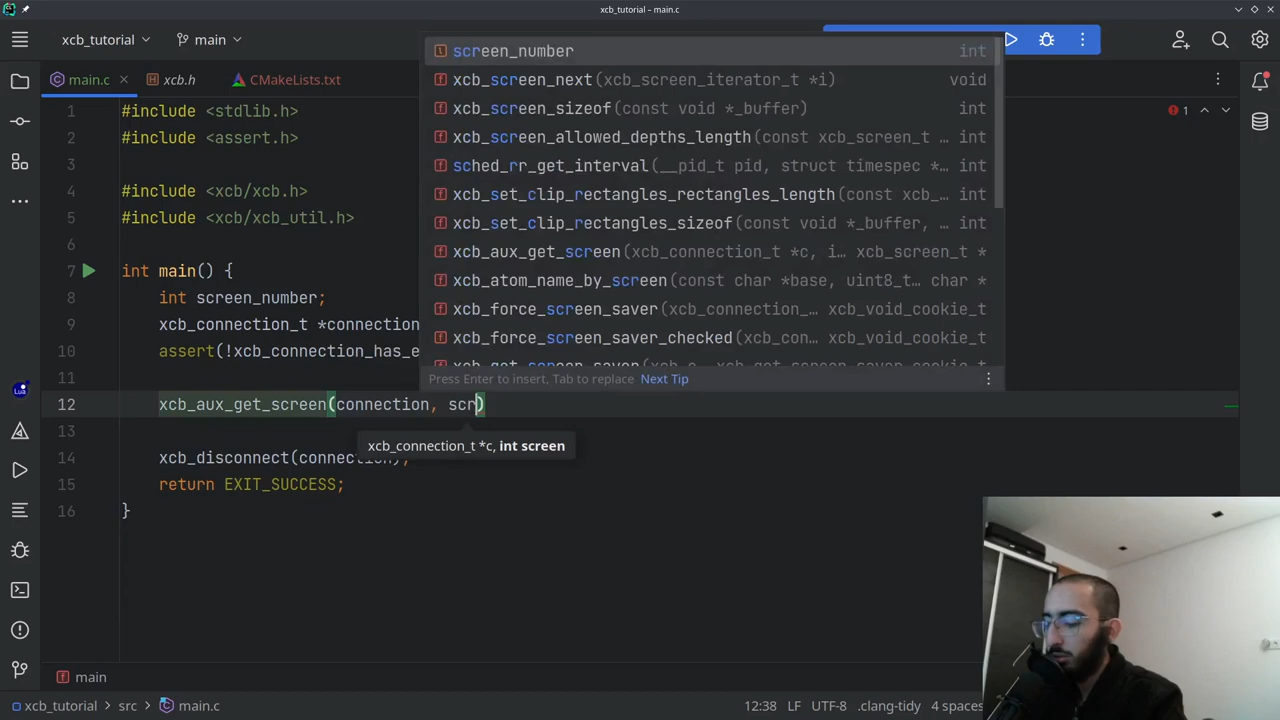 xcb_tutorial – main.c
xcb_tutorial
main
main.c
xcb.h
CMakeLists.txt
screen_number int
xcb_screen_next(xcb_screen_iterator_t *i) void
xcb_screen_sizeof(const void *_buffer) int
xcb_screen_allowed_depths_length(const xcb_screen_t … int
sched_rr_get_interval(__pid_t pid, struct timespec *… int
xcb_set_clip_rectangles_rectangles_length(const xcb_… int
xcb_set_clip_rectangles_sizeof(const void *_buffer, … int
xcb_aux_get_screen(xcb_connection_t *c, i… xcb_screen_t *
xcb_atom_name_by_screen(const char *base, uint8_t… char *
xcb_force_screen_saver(xcb_connection_… xcb_void_cookie_t
xcb_force_screen_saver_checked(xcb_con… xcb_void_cookie_t
xcb_get_screen_saver(xcb_c… xcb_get_screen_saver_cookie_t
Press Enter to insert, Tab to replace Next Tip
1
1 #include <stdlib.h>
2 #include <assert.h>
3
4 #include <xcb/xcb.h>
5 #include <xcb/xcb_util.h>
6
7 int main() {
8 int screen_number;
9 xcb_connection_t *connection
10 assert(!xcb_connection_has_e
11
12 xcb_aux_get_screen(connection, scr)
13
xcb_connection_t *c, int screen
14 xcb_disconnect(connection);
15 return EXIT_SUCCESS;
16 }
Lua
main
xcb_tutorial > src > main.c
12:38 LF UTF-8 .clang-tidy 4 spaces